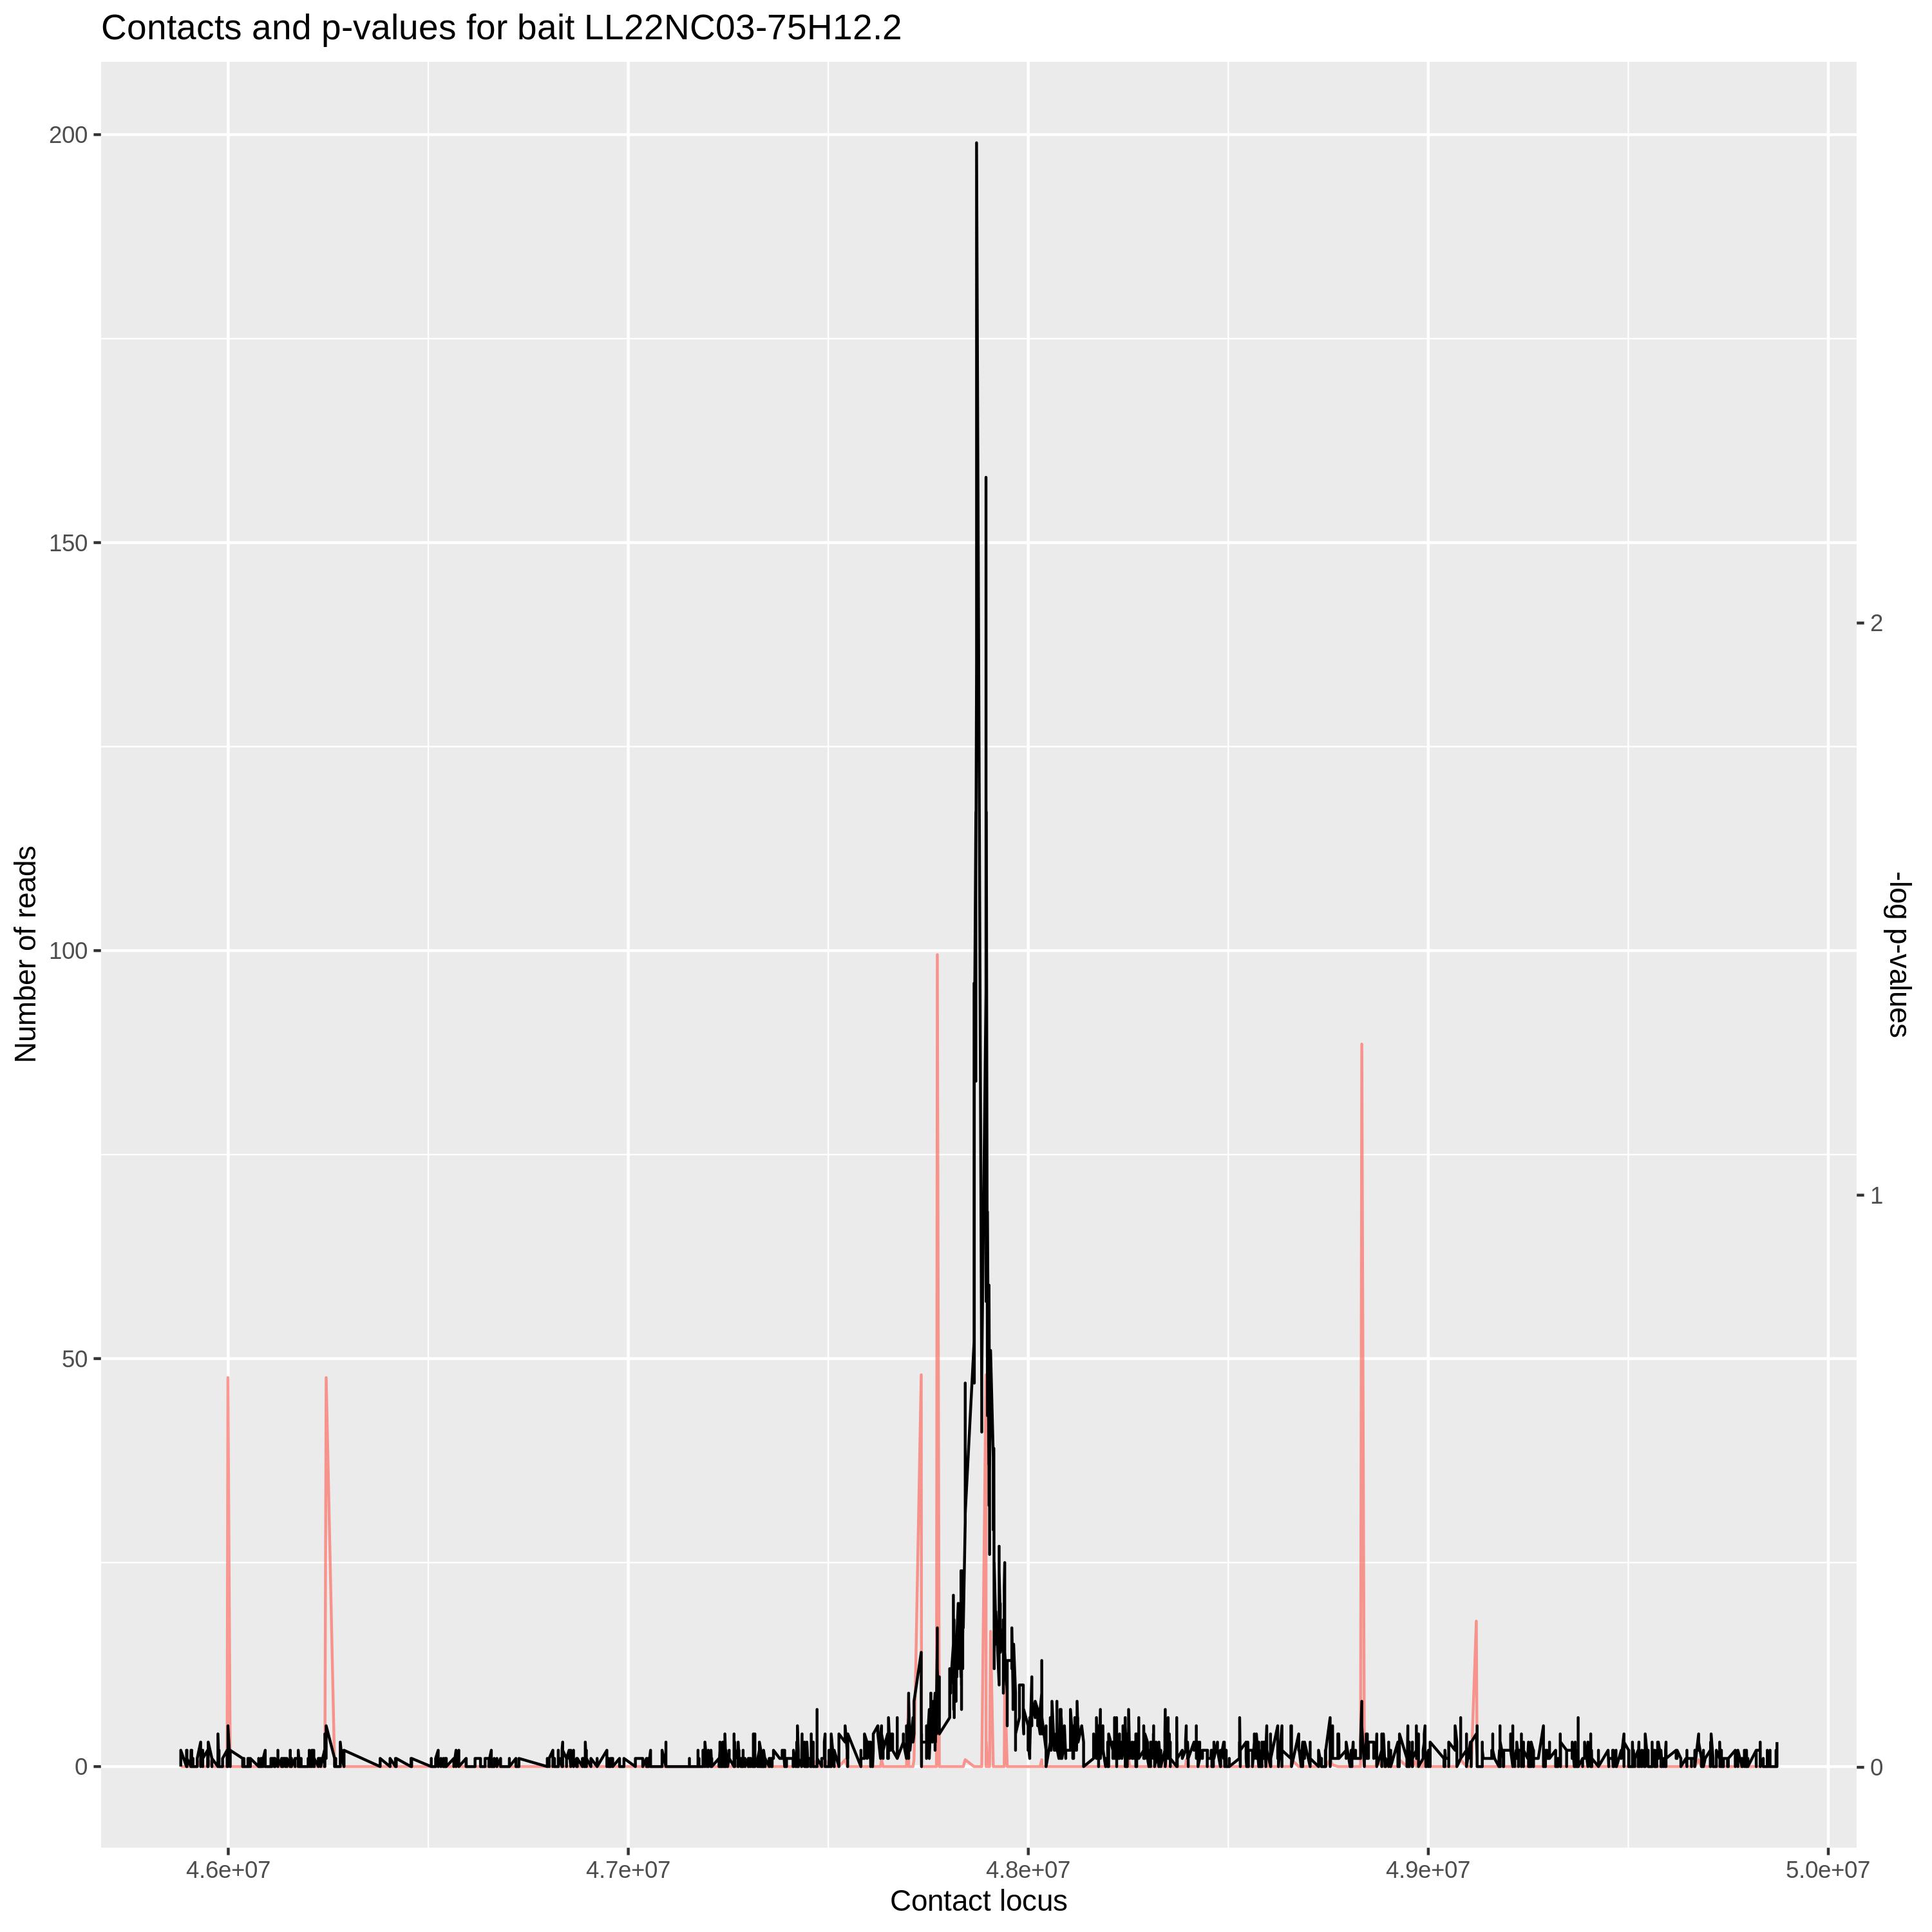 Contacts and p-values for bait LL22NC03-75H12.2
200
150
100
50
0
Number of reads
2
1
0
-log p-values
4.6e+07
4.7e+07
4.8e+07
4.9e+07
5.0e+07
Contact locus